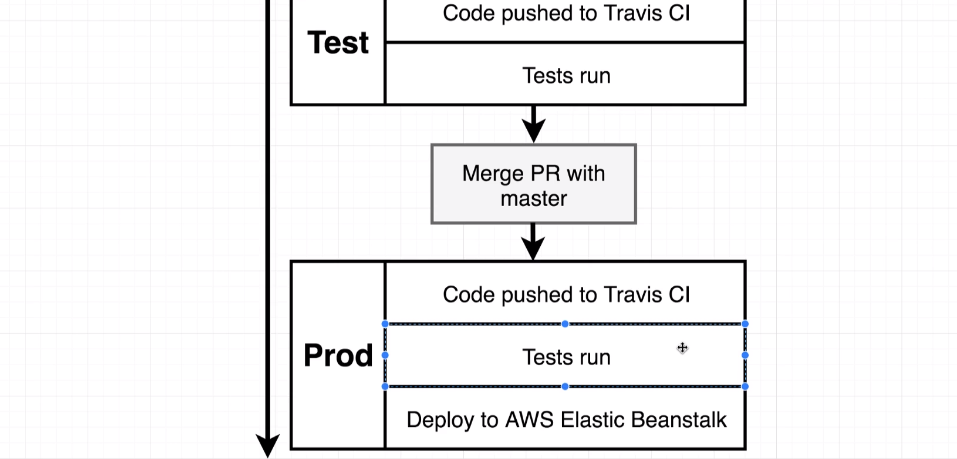 Code pushed to Travis CI
Test
Tests run
Merge PR with
master
Code pushed to Travis CI
Prod
Tests run
Deploy to AWS Elastic Beanstalk